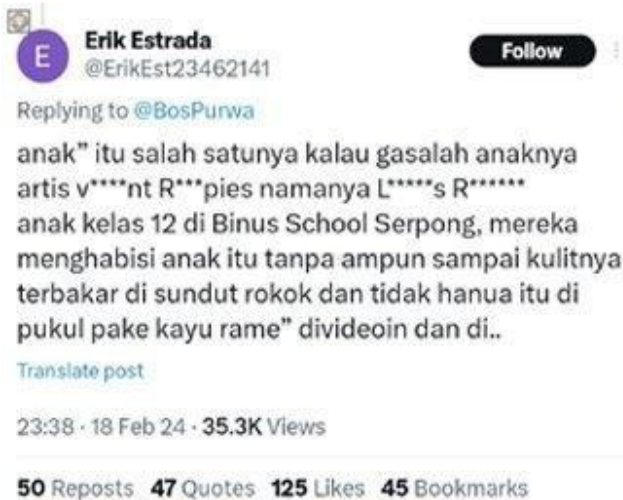 E
Erik Estrada
@ErikEst23462141
Follow
Replying to @BosPurwa
anak” itu salah satunya kalau gasalah anaknya
artis v****nt R***pies namanya L*****s R******
anak kelas 12 di Binus School Serpong, mereka
menghabisi anak itu tanpa ampun sampai kulitnya
terbakar di sundut rokok dan tidak hanua itu di
pukul pake kayu rame” divideoin dan di..
Translate post
23:38 · 18 Feb 24 · 35.3K Views
50 Reposts 47 Quotes 125 Likes 45 Bookmarks